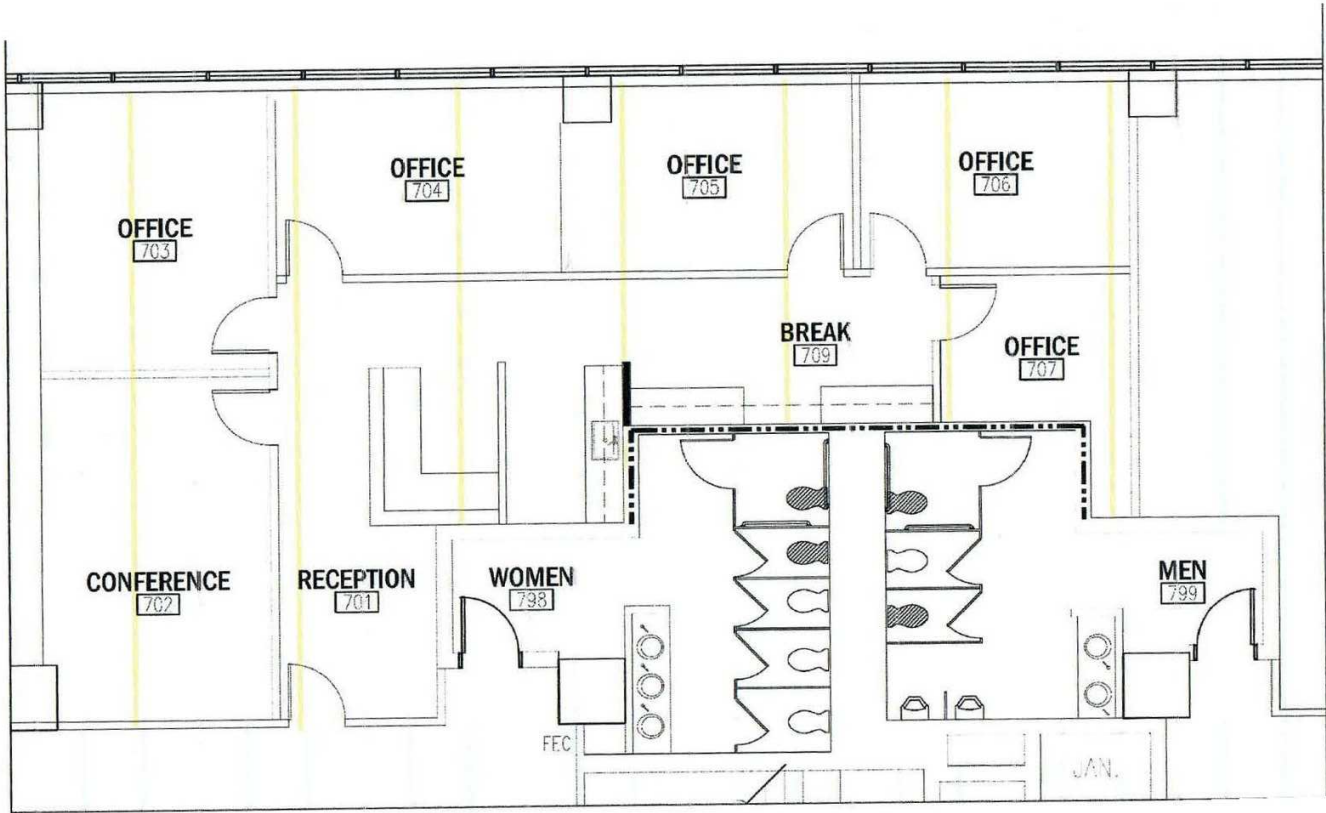 OFFICE
704
OFFICE
705
OFFICE
706
OFFICE
703
BREAK
709
OFFICE
707
CONFERENCE
702
RECEPTION
701
WOMEN
798
MEN
799
FEC
JAN.